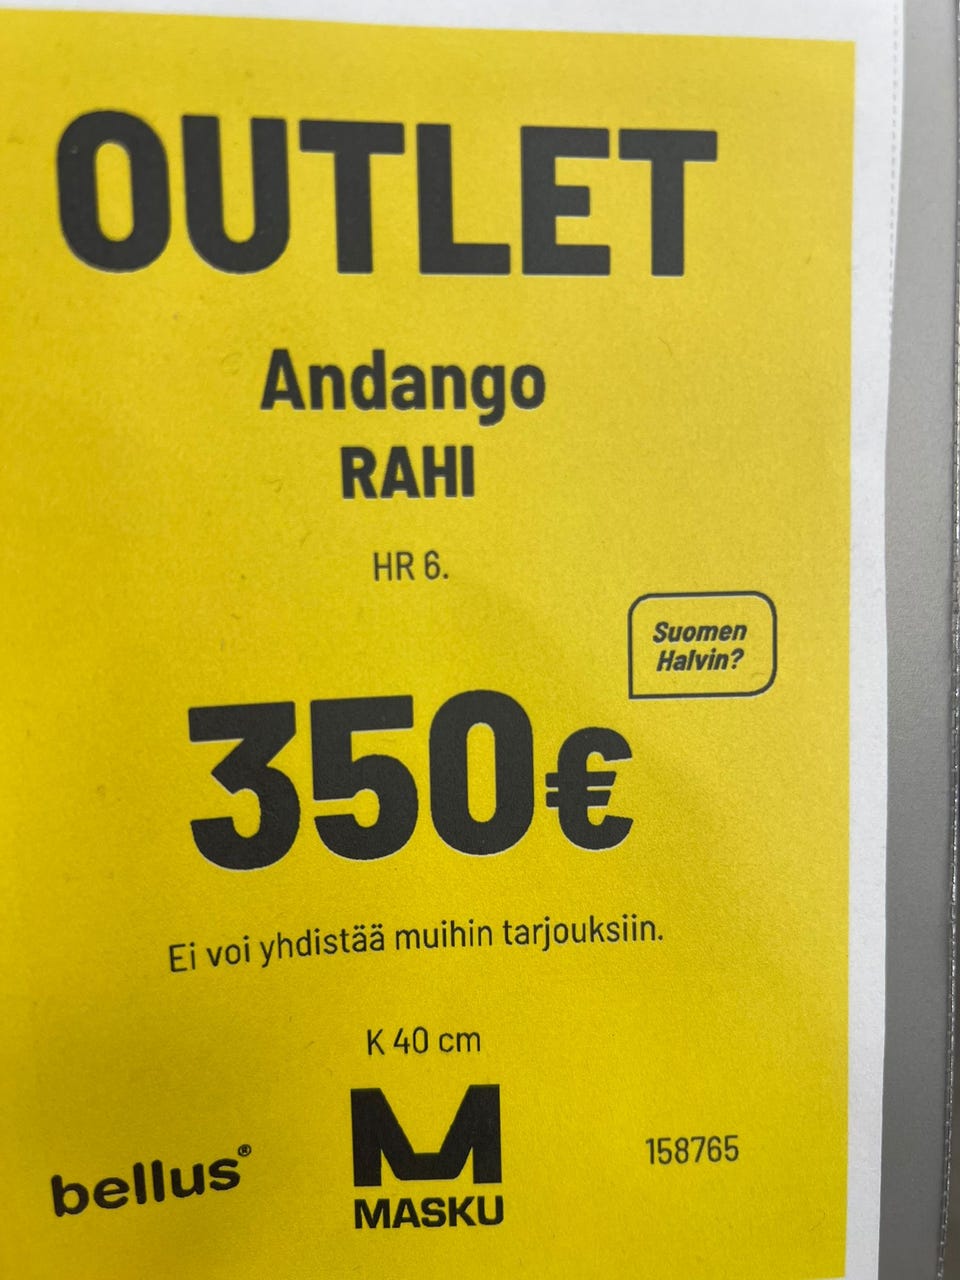 OUTLET
Andango
RAHI
HR 6.
Suomen
Halvin?
350€
Ei voi yhdistää muihin tarjouksiin.
K 40 cm
bellus®
M
MASKU
158765